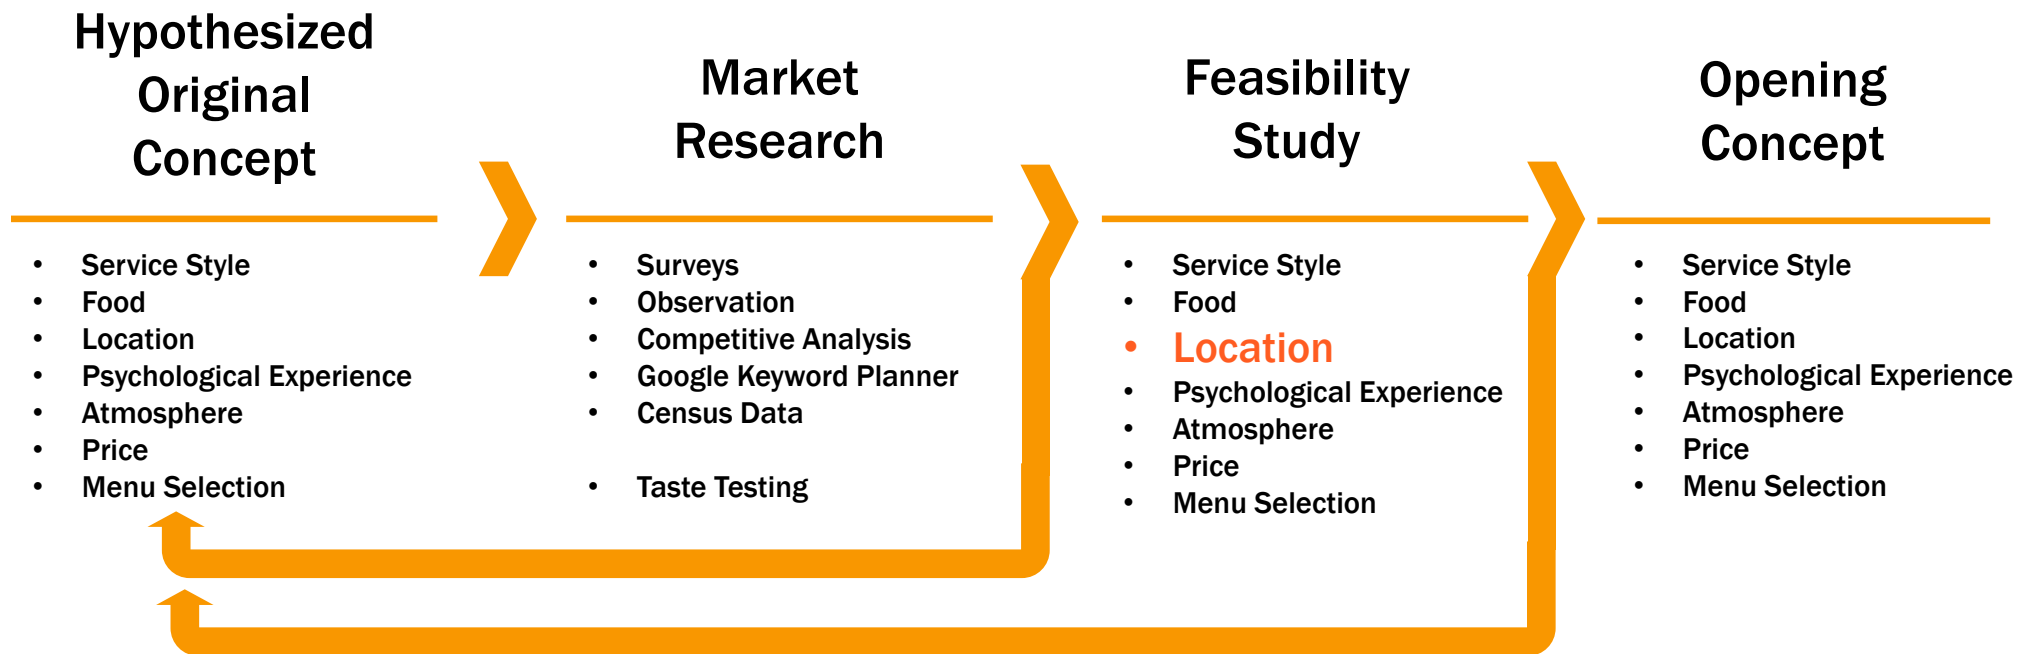 Hypothesized
Original
Concept
• Service Style
• Food
• Location
• Psychological Experience
• Atmosphere
• Price
• Menu Selection
Market
Research
• Surveys
• Observation
• Competitive Analysis
• Google Keyword Planner
• Census Data
• Taste Testing
Feasibility
Study
• Service Style
• Food
• Location
• Psychological Experience
• Atmosphere
• Price
• Menu Selection
Opening
Concept
• Service Style
• Food
• Location
• Psychological Experience
• Atmosphere
• Price
• Menu Selection